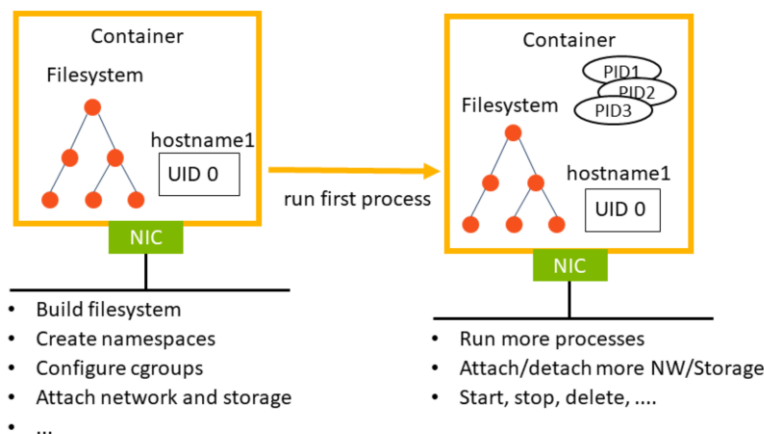 Container
Filesystem
hostname1
UID 0
NIC
• Build filesystem
• Create namespaces
• Configure cgroups
• Attach network and storage
• ...
run first process
Container
PID1
PID2
PID3
Filesystem
hostname1
UID 0
NIC
• Run more processes
• Attach/detach more NW/Storage
• Start, stop, delete, ....